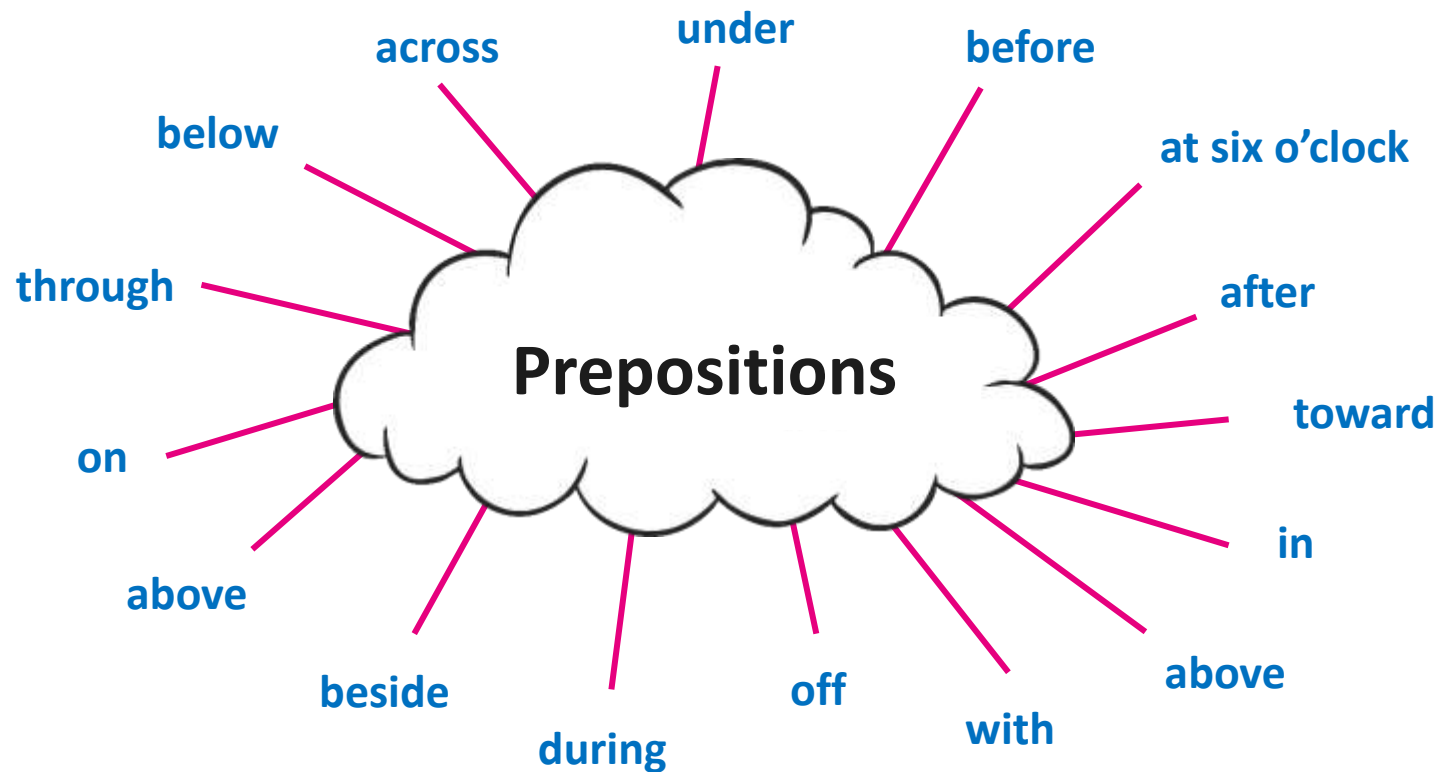 under
across
before
below
at six o’clock
through
after
Prepositions
toward
on
in
above
above
beside
off
with
during